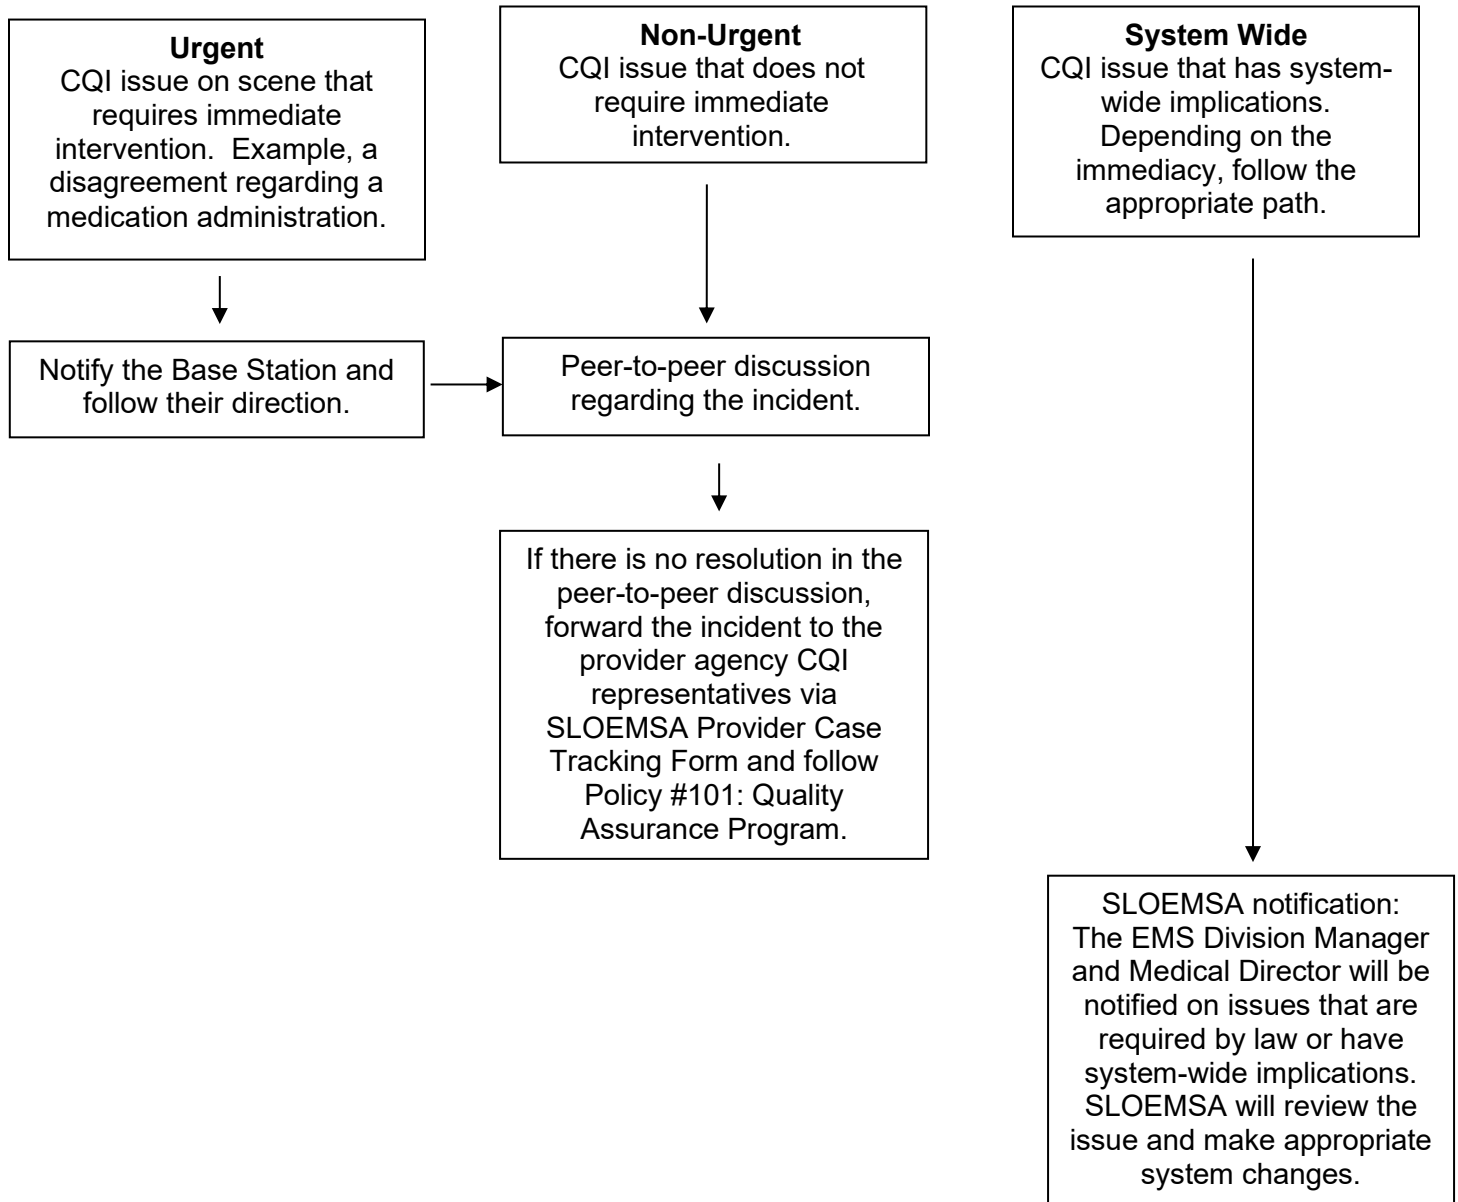 Urgent
CQI issue on scene that
requires immediate
intervention.  Example, a
disagreement regarding a
medication administration.
Non-Urgent
CQI issue that does not
require immediate
intervention.
System Wide
CQI issue that has system-
wide implications.
Depending on the
immediacy, follow the
appropriate path.
Notify the Base Station and
follow their direction.
Peer-to-peer discussion
regarding the incident.
If there is no resolution in the
peer-to-peer discussion,
forward the incident to the
provider agency CQI
representatives via
SLOEMSA Provider Case
Tracking Form and follow
Policy #101: Quality
Assurance Program.
SLOEMSA notification:
The EMS Division Manager
and Medical Director will be
notified on issues that are
required by law or have
system-wide implications.
SLOEMSA will review the
issue and make appropriate
system changes.